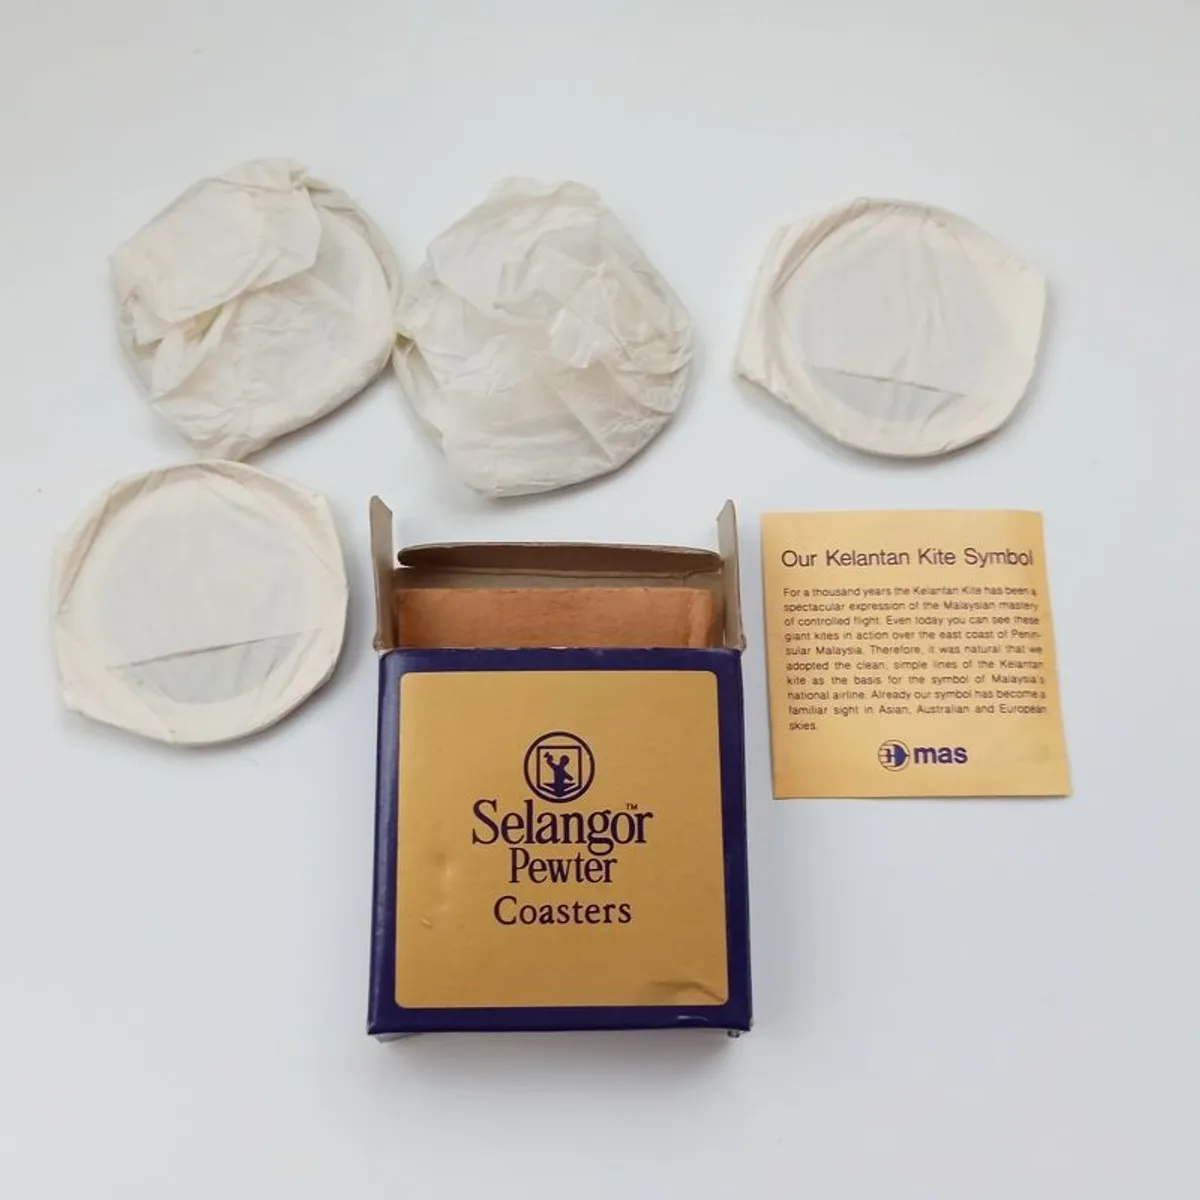 Our Kelantan Kite Symbol
For a thousand years the Kelantan Kite has been a
spectacular expression of the Malaysian mastery
of controlled flight. Even today you can see these
giant kites in action over the east coast of Penin-
sular Malaysia. Therefore, it was natural that we
adopted the clean, simple lines of the Kelantan
kite as the basis for the symbol of Malaysia's
national airline. Already our symbol has become a
familiar sight in Asian, Australian and European
skies.
mas
Selangor™
Pewter
Coasters